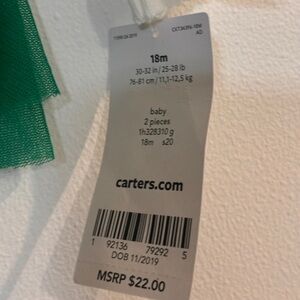 18m
30-32 in / 25-28 lb
76-81 cm / 11,1-12,5 kg
baby
2 pieces
1h328310 g
18m s20
carters.com
1 92136 79292 5
DOB 11/2019
MSRP $22.00